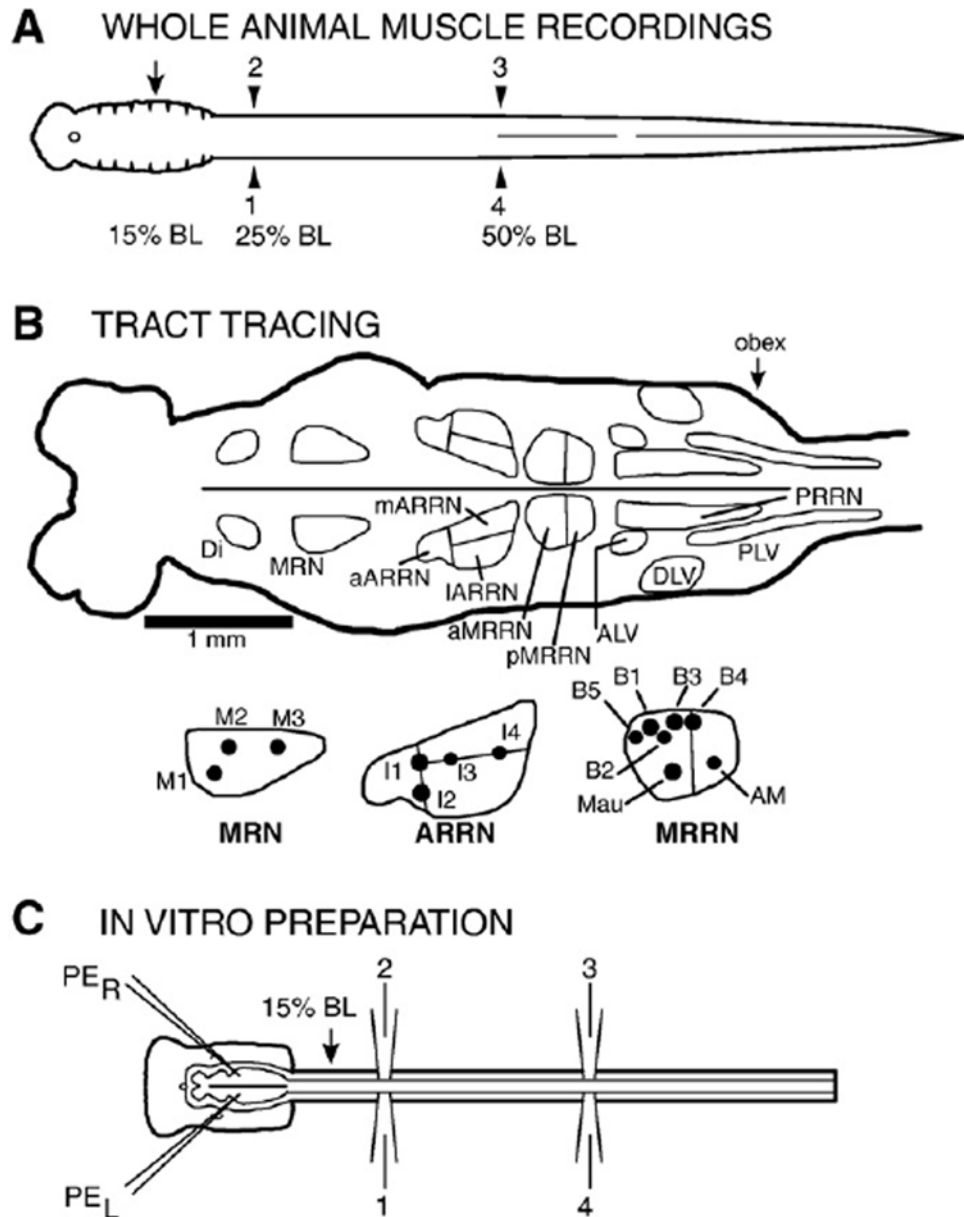 A WHOLE ANIMAL MUSCLE RECORDINGS
2 3
1 4
15% BL 25% BL 50% BL
B TRACT TRACING
obex
mARRN PRRN
Di MRN PLV
aARRN lARRN DLV
1 mm aMRRN ALV
pMRRN
B1 B3 B4
B5
M2 M3 I4
M1 I1 I3 B2
I2 Mau AM
MRN ARRN MRRN
C IN VITRO PREPARATION
PER 2 3
15% BL
PEL 1 4